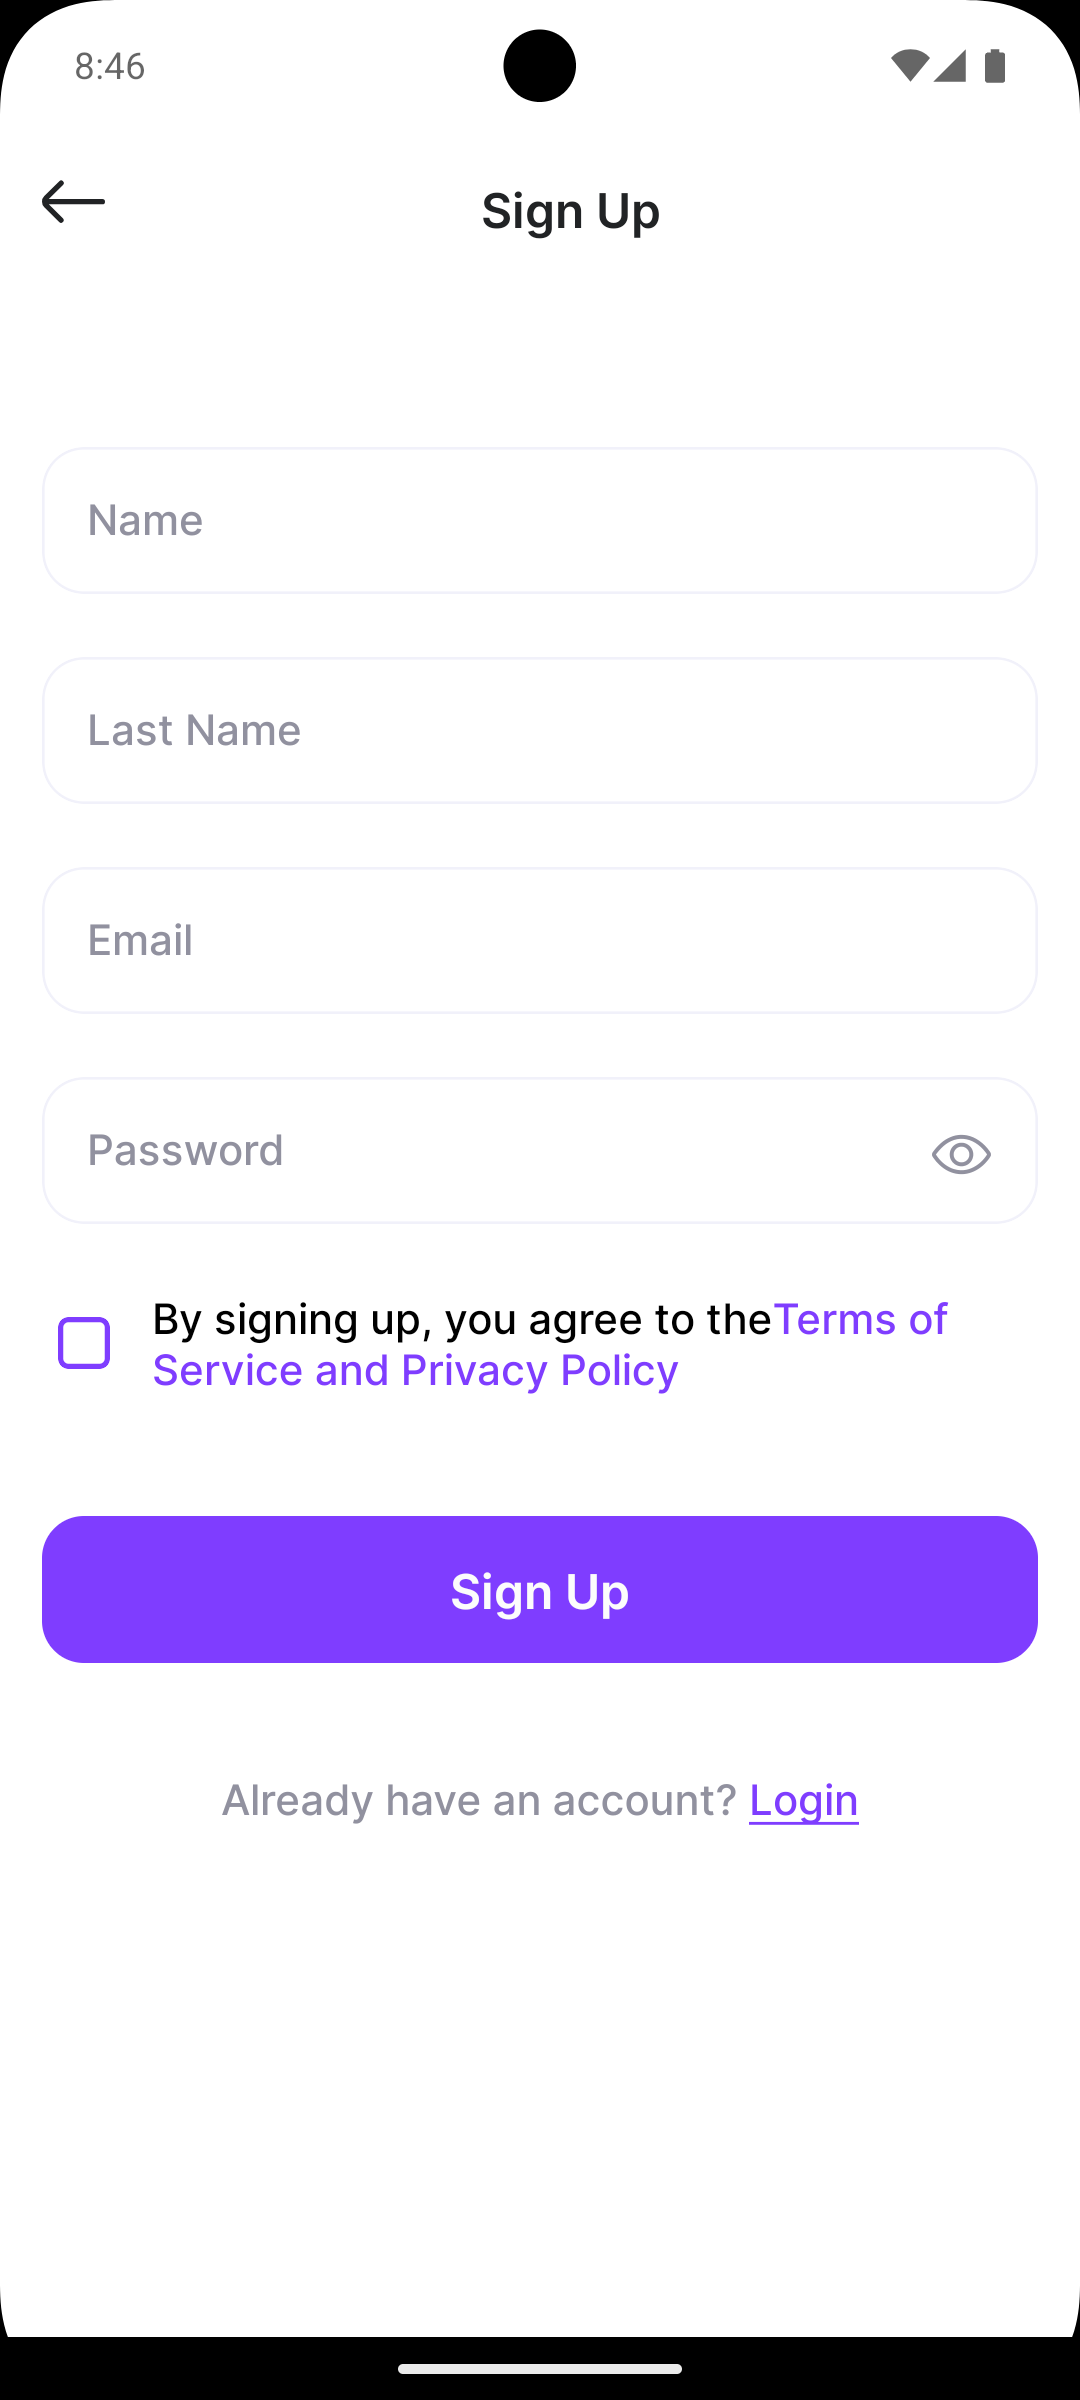 8:46
Sign Up
Name
Last Name
Email
Password
By signing up, you agree to theTerms of
Service and Privacy Policy
Sign Up
Already have an account? Login